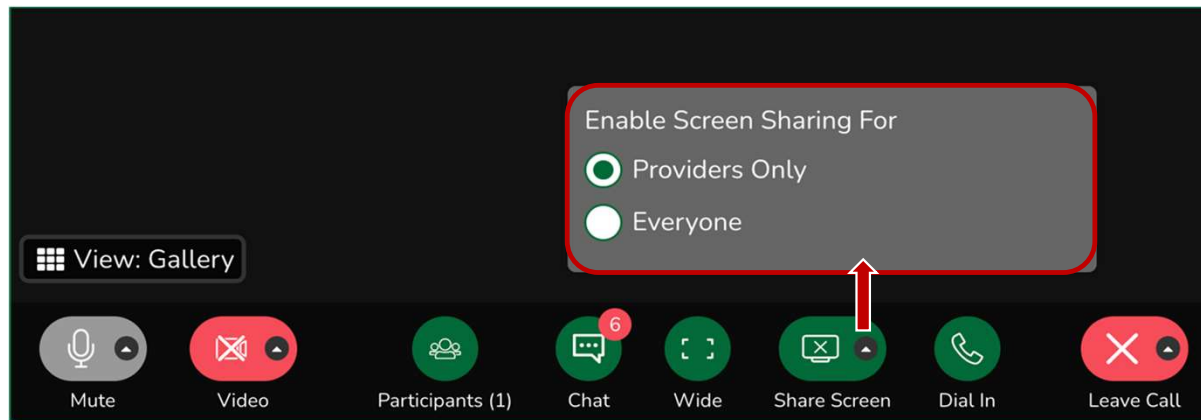 Enable Screen Sharing For
Providers Only
Everyone
View: Gallery
6
Mute
Video
Participants (1)
Chat
Wide
Share Screen
Dial In
Leave Call